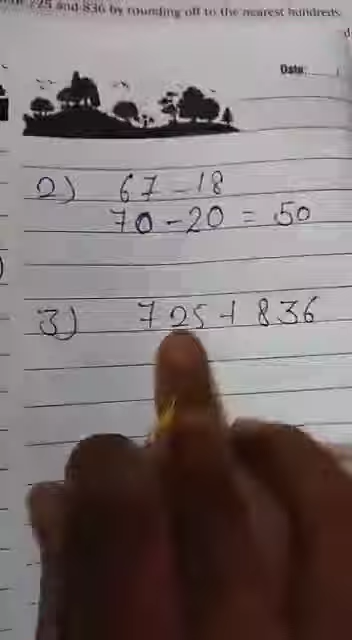 725 and 836 by rounding off to the nearest hundreds.
Date:
2) 67 - 18
70 - 20 = 50
3) 725 + 836